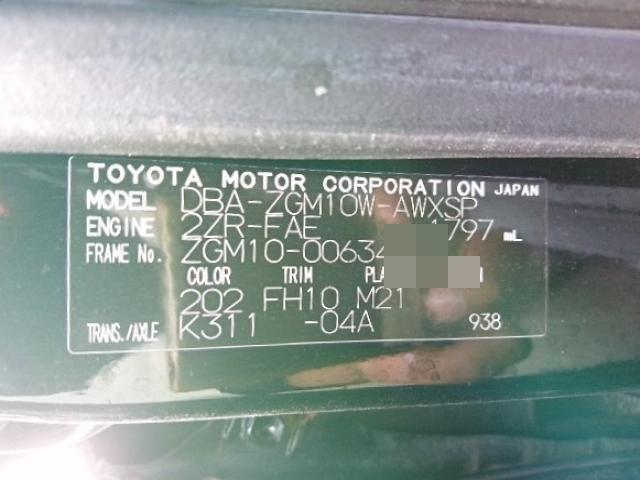 TOYOTA MOTOR CORPORATION JAPAN
MODEL DBA-ZGM10W-AWXSP
ENGINE 2ZR-FAE 1797 mL
FRAME No. ZGM10-00634
COLOR TRIM
202 FH10 M21
TRANS./AXLE K311 -04A 938